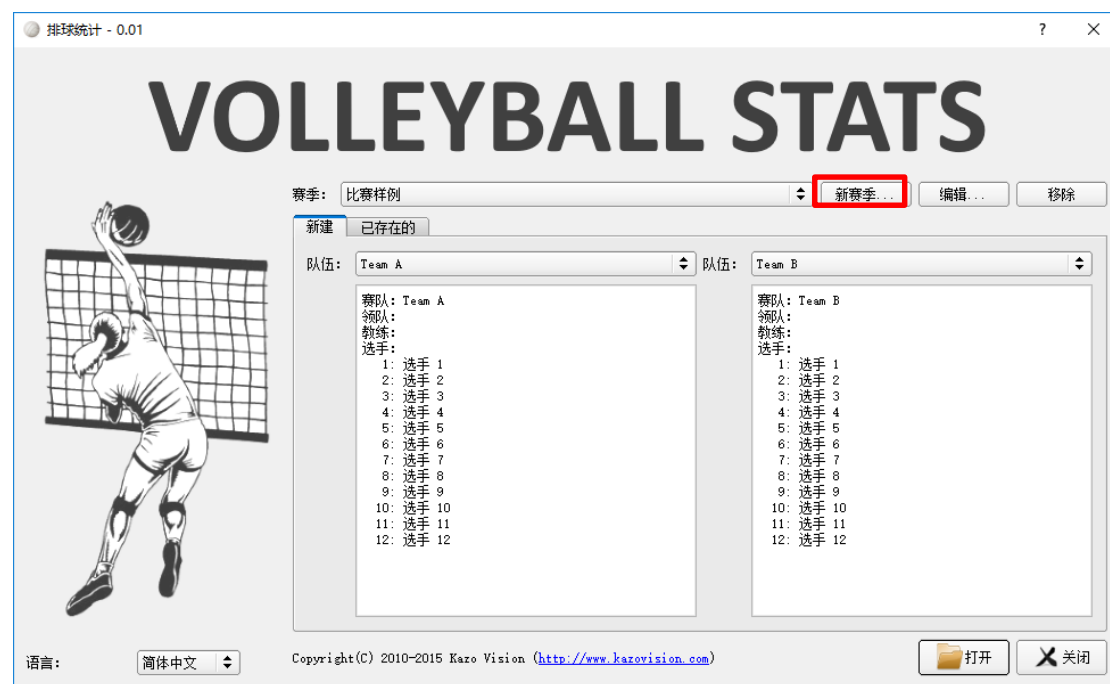 排球统计 - 0.01 ?
VOLLEYBALL STATS
赛季: 比赛样例 新赛季... 编辑... 移除
新建 已存在的
队伍: Team A 队伍: Team B
赛队: Team A
领队:
教练:
选手:
1: 选手 1
2: 选手 2
3: 选手 3
4: 选手 4
5: 选手 5
6: 选手 6
7: 选手 7
8: 选手 8
9: 选手 9
10: 选手 10
11: 选手 11
12: 选手 12
赛队: Team B
领队:
教练:
选手:
1: 选手 1
2: 选手 2
3: 选手 3
4: 选手 4
5: 选手 5
6: 选手 6
7: 选手 7
8: 选手 8
9: 选手 9
10: 选手 10
11: 选手 11
12: 选手 12
语言: 简体中文 Copyright(C) 2010-2015 Kazo Vision (http://www.kazovision.com) 打开 关闭